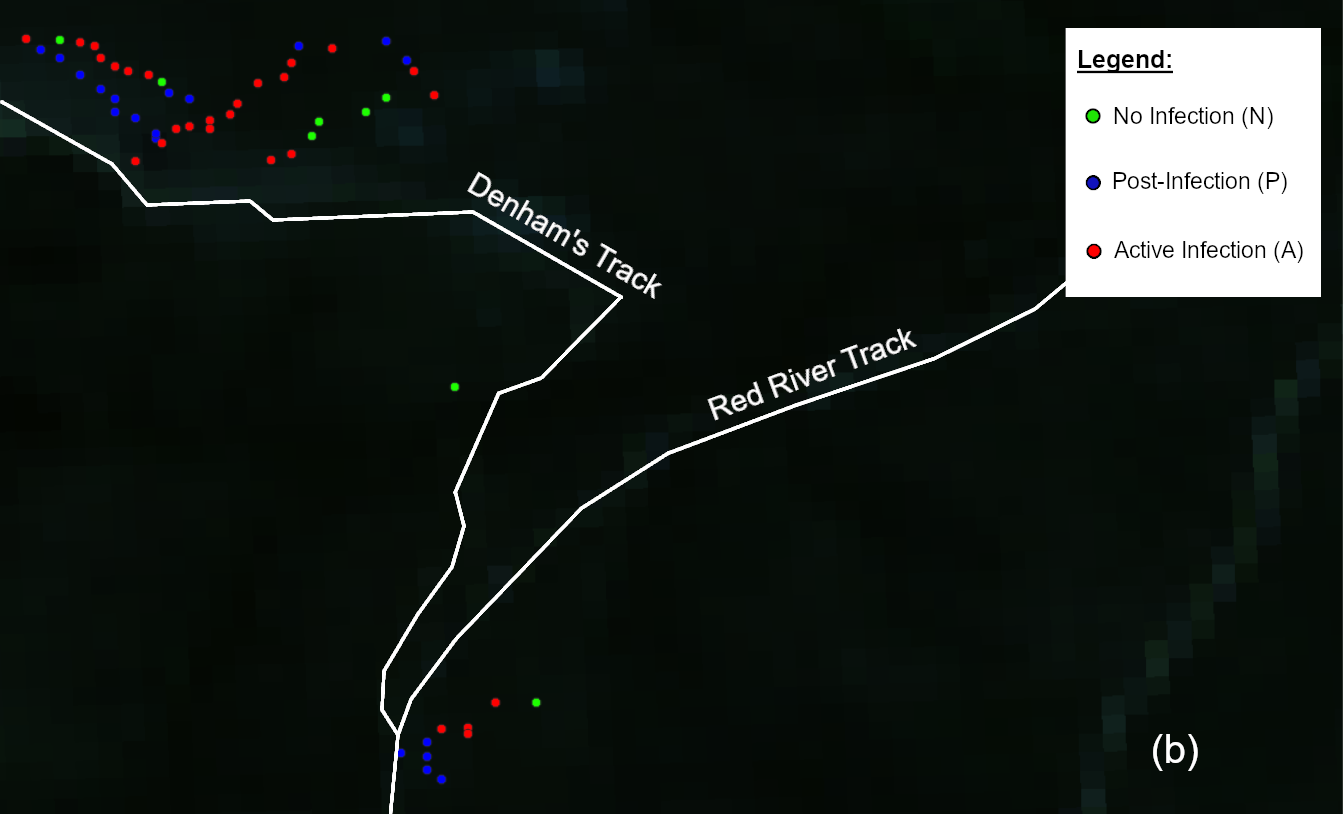 Legend:
No Infection (N)
Post-Infection (P)
Active Infection (A)
Denham's Track
Red River Track
(b)